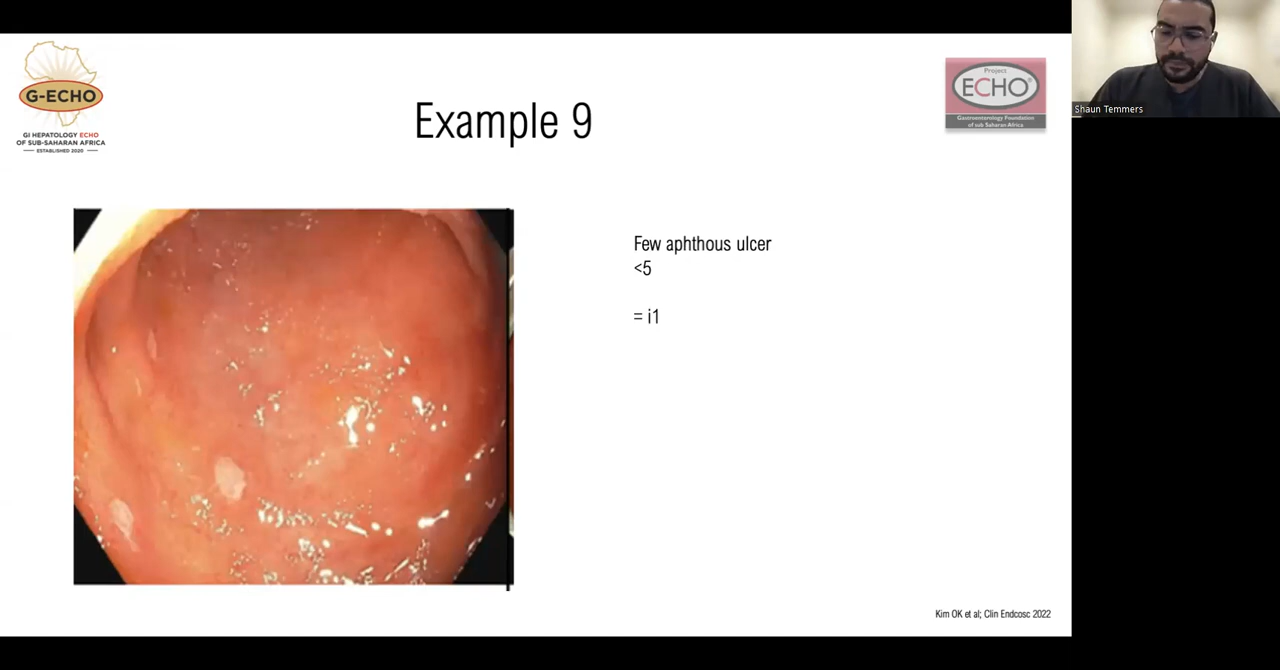 G-ECHO
GI HEPATOLOGY ECHO
OF SUB-SAHARAN AFRICA
ESTABLISHED 2020
Example 9
Project
ECHO®
Gastroenterology Foundation
of sub Saharan Africa
Shaun Temmers
Few aphthous ulcer
<5
= i1
Kim OK et al; Clin Endcosc 2022